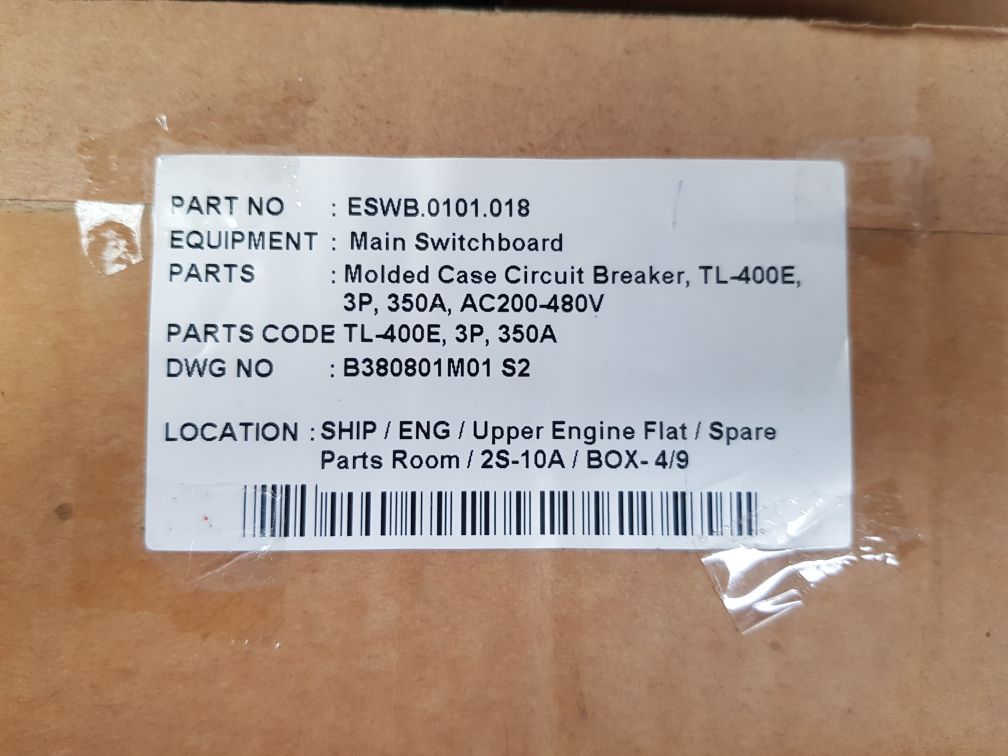 PART NO : ESWB.0101.018
EQUIPMENT : Main Switchboard
PARTS : Molded Case Circuit Breaker, TL-400E,
3P, 350A, AC200-480V
PARTS CODE TL-400E, 3P, 350A
DWG NO : B380801M01 S2
LOCATION : SHIP / ENG / Upper Engine Flat / Spare
Parts Room / 2S-10A / BOX- 4/9